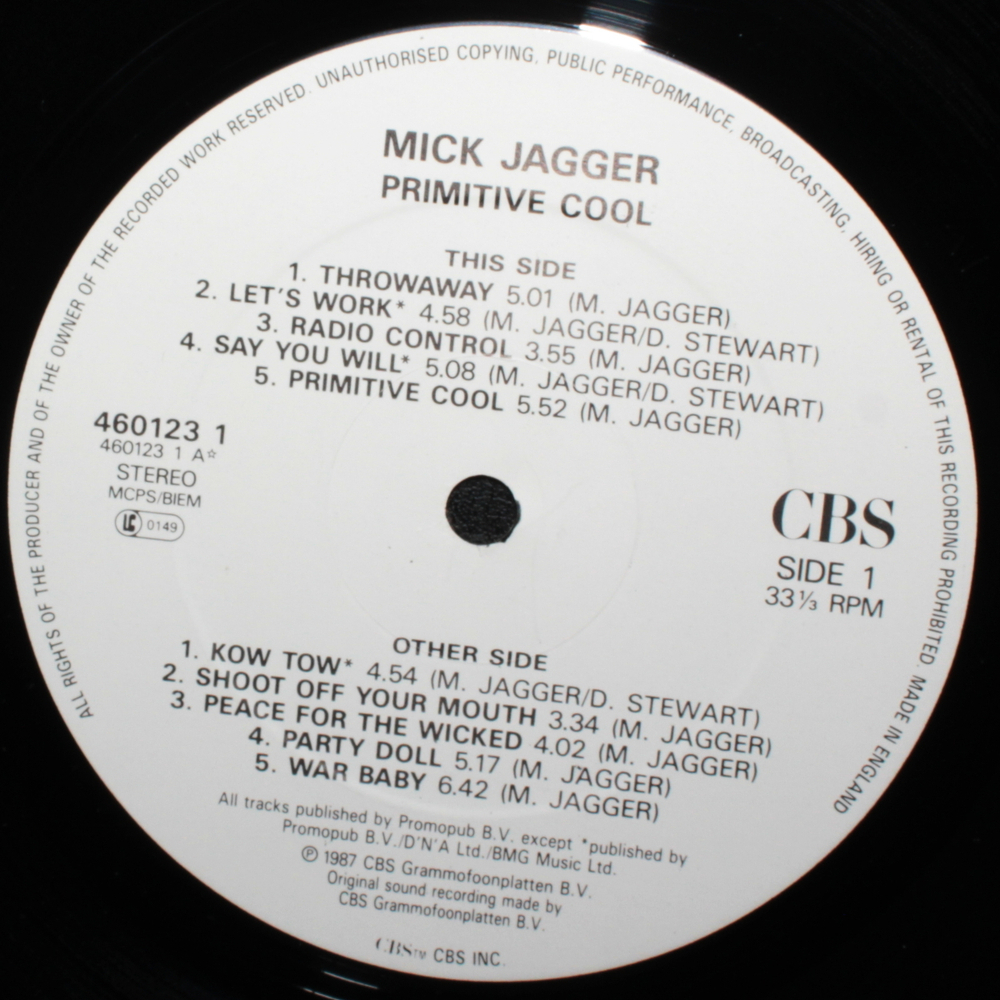 ALL RIGHTS OF THE PRODUCER AND OF THE OWNER OF THE RECORDED WORK RESERVED. UNAUTHORISED COPYING, PUBLIC PERFORMANCE, BROADCASTING, HIRING OR RENTAL OF THIS RECORDING PROHIBITED. MADE IN ENGLAND
MICK JAGGER
PRIMITIVE COOL
THIS SIDE
1. THROWAWAY 5.01 (M. JAGGER)
2. LET'S WORK* 4.58 (M. JAGGER/D. STEWART)
3. RADIO CONTROL 3.55 (M. JAGGER)
4. SAY YOU WILL* 5.08 (M. JAGGER/D. STEWART)
5. PRIMITIVE COOL 5.52 (M. JAGGER)
460123 1
460123 1 A☆
STEREO
MCPS/BIEM
LC 0149
CBS
SIDE 1
33⅓ RPM
OTHER SIDE
1. KOW TOW* 4.54 (M. JAGGER/D. STEWART)
2. SHOOT OFF YOUR MOUTH 3.34 (M. JAGGER)
3. PEACE FOR THE WICKED 4.02 (M. JAGGER)
4. PARTY DOLL 5.17 (M. JAGGER)
5. WAR BABY 6.42 (M. JAGGER)
All tracks published by Promopub B.V. except *published by
Promopub B.V./D'N'A Ltd./BMG Music Ltd.
℗ 1987 CBS Grammofoonplatten B.V.
Original sound recording made by
CBS Grammofoonplatten B.V.
CBS™ CBS INC.